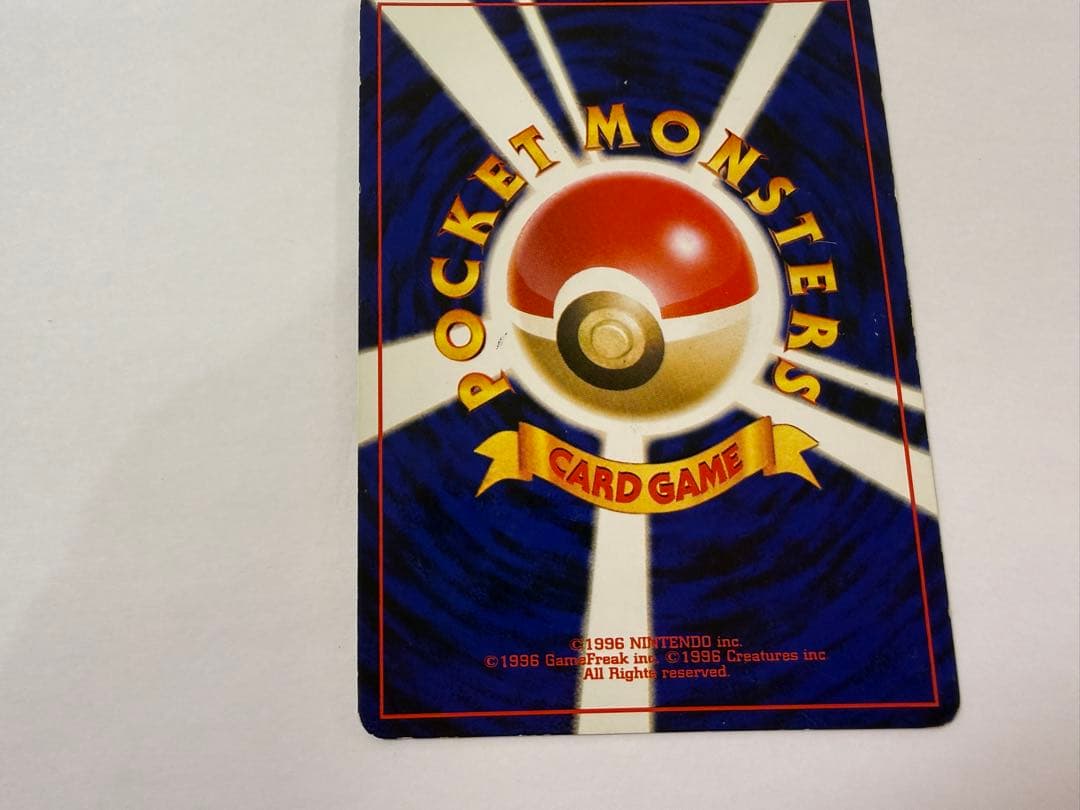 POCKET MONSTERS
CARD GAME
©1996 NINTENDO inc.
©1996 GameFreak inc. ©1996 Creatures inc.
All Rights reserved.